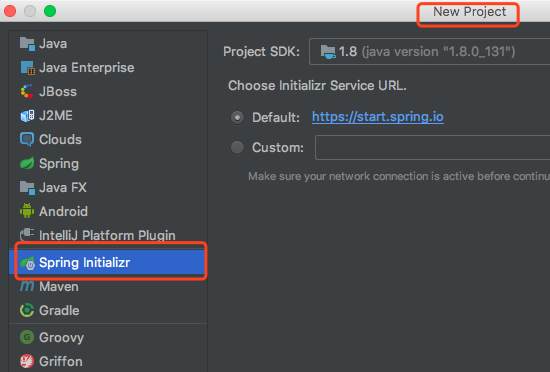 New Project
Java
Java Enterprise
JBoss
J2ME
Clouds
Spring
Java FX
Android
IntelliJ Platform Plugin
Spring Initializr
Maven
Gradle
Groovy
Griffon
Project SDK: 1.8 (java version "1.8.0_131")
Choose Initializr Service URL.
Default: https://start.spring.io
Custom:
Make sure your network connection is active before continu